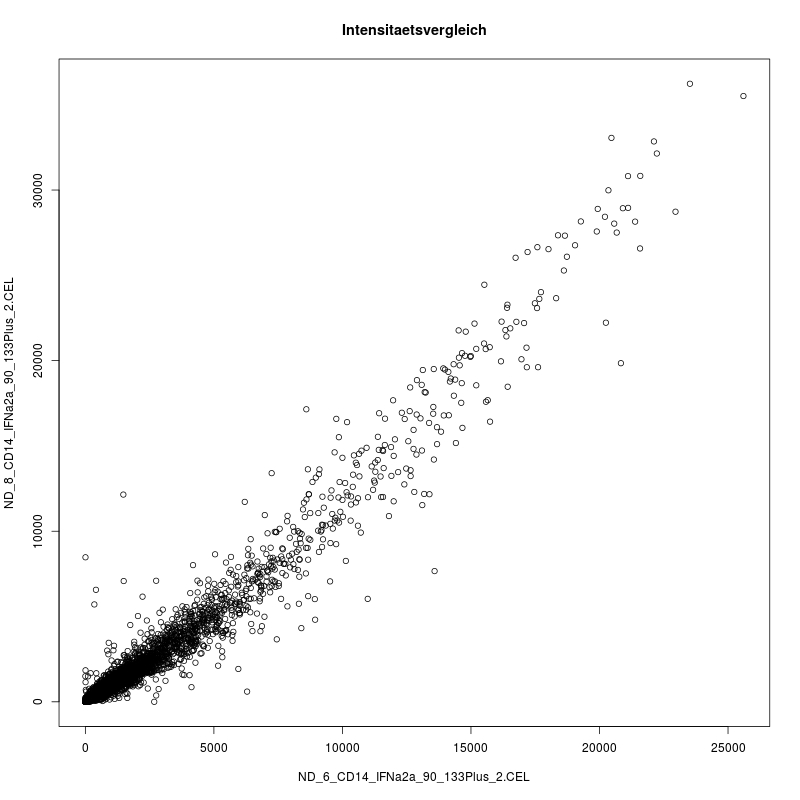 Intensitaetsvergleich
ND_8_CD14_IFNa2a_90_133Plus_2.CEL
30000
20000
10000
0
0 5000 10000 15000 20000 25000
ND_6_CD14_IFNa2a_90_133Plus_2.CEL